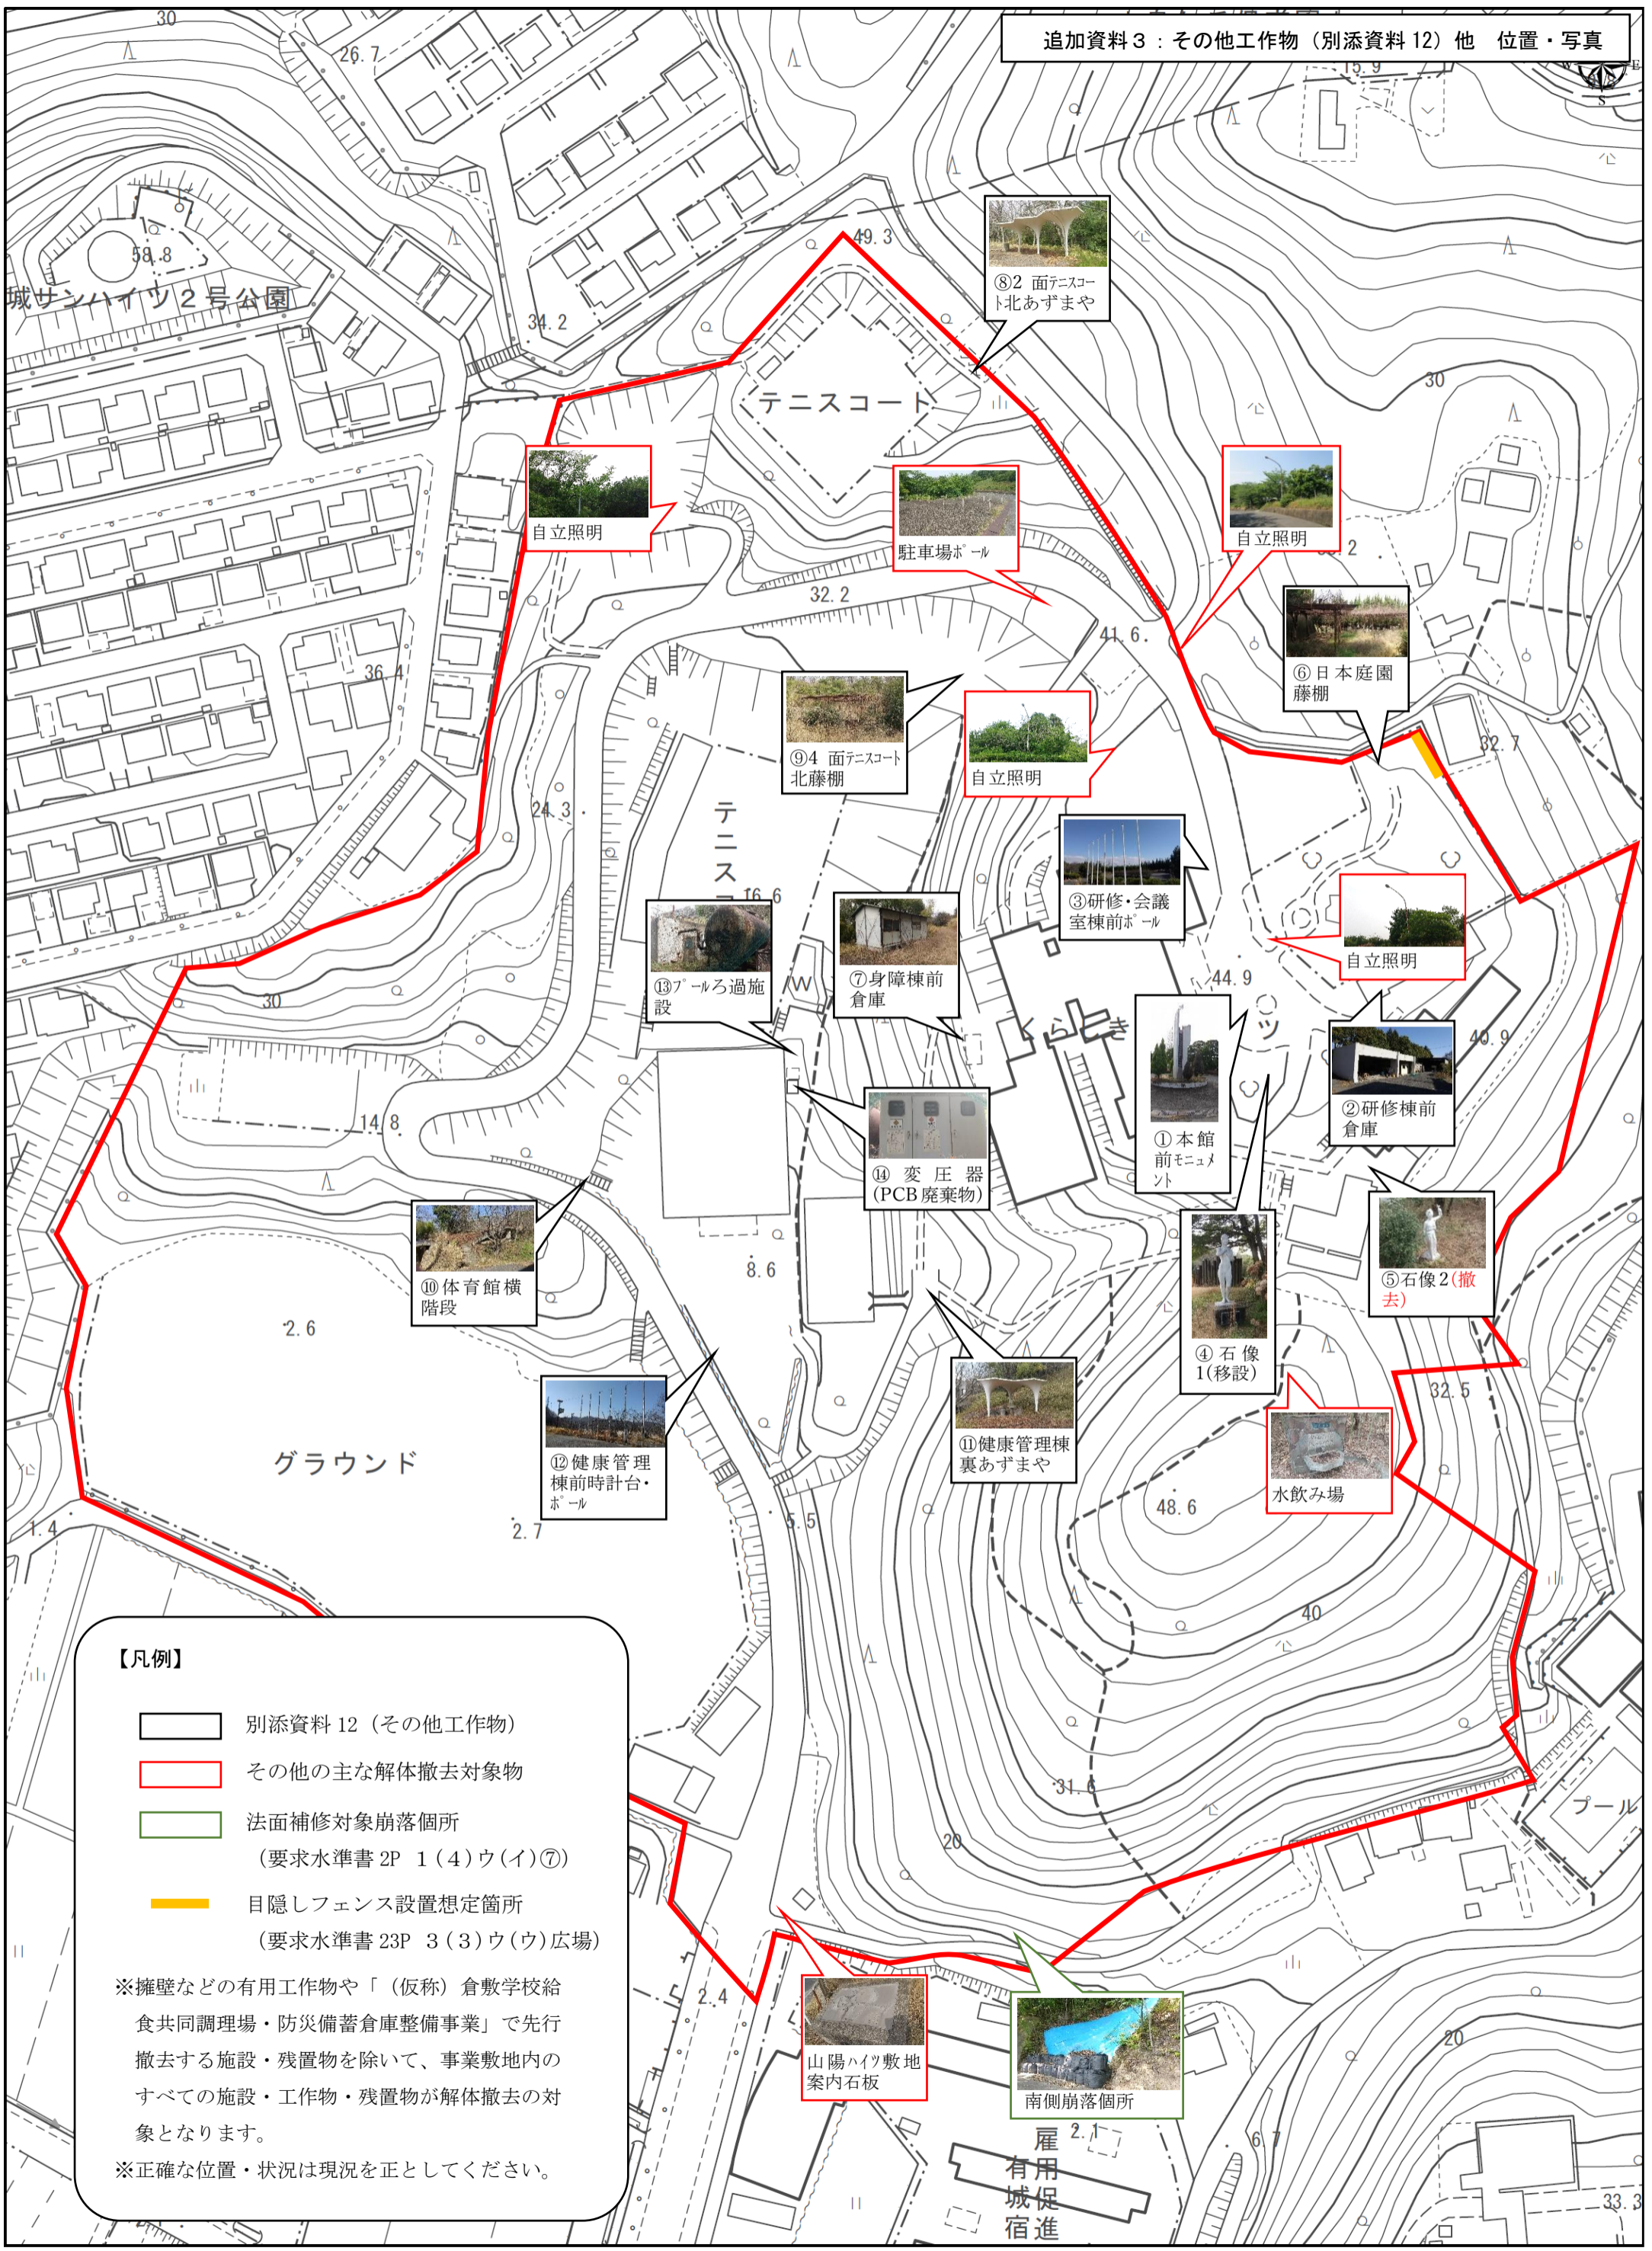 追加資料３：その他工作物（別添資料 12）他　位置・写真
E
S
30
26.7
15.9
58.8
城サンハイツ２号公園
34.2
49.3
⑧2 面テニスコー
ト北あずまや
テニスコート
30
自立照明
駐車場ポール
自立照明
32.2
41.6
⑥日本庭園
藤棚
36.4
⑨4 面テニスコート
北藤棚
自立照明
32.7
24.3
テニスコ
16.6
③研修・会議
室棟前ポール
⑬プールろ過施
設
W
⑦身障棟前
倉庫
自立照明
44.9
30
くらしき
ツ
40.9
14.8
①本館
前モニュメ
ント
②研修棟前
倉庫
⑭変圧器
(PCB 廃棄物)
⑩体育館横
階段
8.6
④石像
1(移設)
⑤石像2(撤
去)
2.6
32.5
グラウンド
⑫健康管理
棟前時計台・
ポール
⑪健康管理棟
裏あずまや
水飲み場
48.6
1.4
2.7
5.5
40
31.6
20
プール
【凡例】
別添資料 12（その他工作物）
その他の主な解体撤去対象物
法面補修対象崩落個所
（要求水準書 2P １(４)ウ(イ)⑦）
目隠しフェンス設置想定箇所
（要求水準書 23P ３(３)ウ(ウ)広場）
※擁壁などの有用工作物や「（仮称）倉敷学校給
食共同調理場・防災備蓄倉庫整備事業」で先行
撤去する施設・残置物を除いて、事業敷地内の
すべての施設・工作物・残置物が解体撤去の対
象となります。
※正確な位置・状況は現況を正としてください。
2.4
山陽ハイツ敷地
案内石板
南側崩落個所
2.1
雇用促進
有城宿
6.7
20
33.3